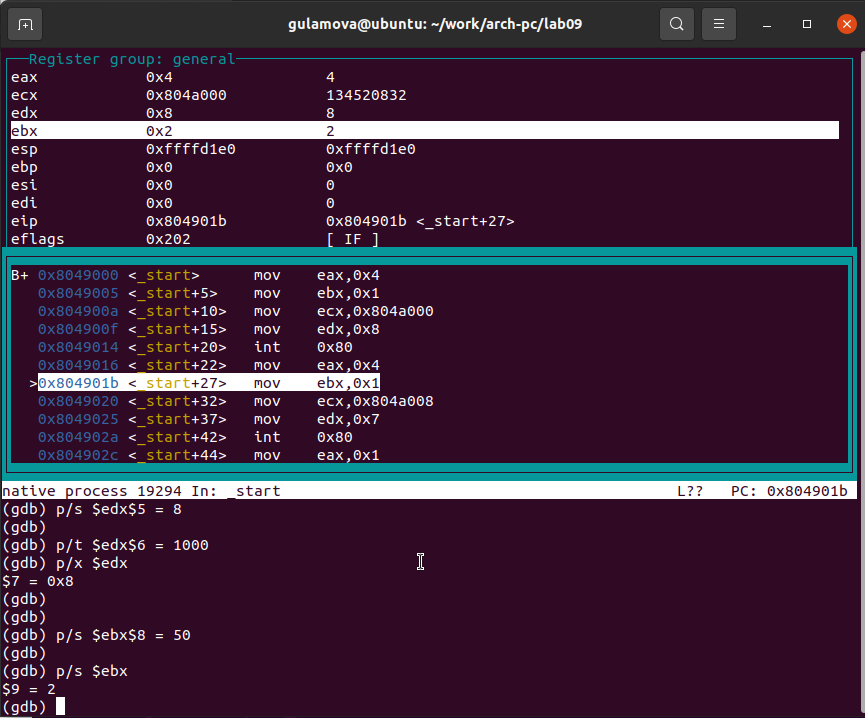 gulamova@ubuntu: ~/work/arch-pc/lab09
Register group: general
eax 0x4 4
ecx 0x804a000 134520832
edx 0x8 8
ebx 0x2 2
esp 0xffffd1e0 0xffffd1e0
ebp 0x0 0x0
esi 0x0 0
edi 0x0 0
eip 0x804901b 0x804901b <_start+27>
eflags 0x202 [ IF ]
B+ 0x8049000 <_start> mov eax,0x4
0x8049005 <_start+5> mov ebx,0x1
0x804900a <_start+10> mov ecx,0x804a000
0x804900f <_start+15> mov edx,0x8
0x8049014 <_start+20> int 0x80
0x8049016 <_start+22> mov eax,0x4
>0x804901b <_start+27> mov ebx,0x1
0x8049020 <_start+32> mov ecx,0x804a008
0x8049025 <_start+37> mov edx,0x7
0x804902a <_start+42> int 0x80
0x804902c <_start+44> mov eax,0x1
native process 19294 In: _start L?? PC: 0x804901b
(gdb) p/s $edx$5 = 8
(gdb)
(gdb) p/t $edx$6 = 1000
(gdb) p/x $edx
$7 = 0x8
(gdb)
(gdb)
(gdb) p/s $ebx$8 = 50
(gdb)
(gdb) p/s $ebx
$9 = 2
(gdb)